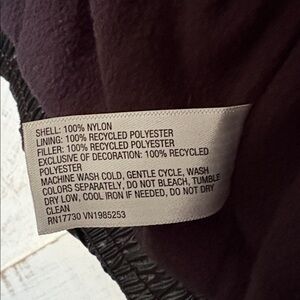 SHELL: 100% NYLON
LINING: 100% RECYCLED POLYESTER
FILLER: 100% RECYCLED POLYESTER
EXCLUSIVE OF DECORATION: 100% RECYCLED
POLYESTER
MACHINE WASH COLD, GENTLE CYCLE, WASH
COLORS SEPARATELY, DO NOT BLEACH, TUMBLE
DRY LOW, COOL IRON IF NEEDED, DO NOT DRY
CLEAN
RN17730 VN1985253